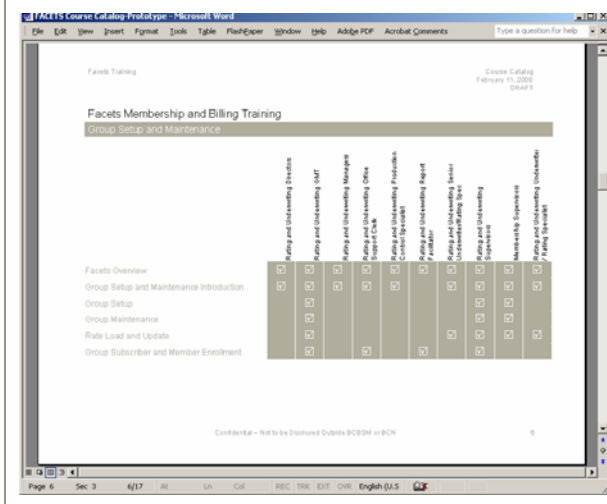 FACETS Course Catalog-Prototype - Microsoft Word
File Edit View Insert Format Tools Table FlashPaper Window Help Adobe PDF Acrobat Comments Type a question for help
Facets Training
Course Catalog
February 11, 2000
DRAFT
Facets Membership and Billing Training
Group Setup and Maintenance
Rating and Underwriting Directors
Rating and Underwriting GMT
Rating and Underwriting Managers
Rating and Underwriting Office
Support Clerk
Rating and Underwriting Production
Control Specialist
Rating and Underwriting Report
Facilitator
Rating and Underwriting Senior
Underwriter/Rating Spec
Rating and Underwriting
Supervisors
Membership Supervisors
Rating and Underwriting Underwriter
/ Rating Specialist
Facets Overview
Group Setup and Maintenance Introduction
Group Setup
Group Maintenance
Rate Load and Update
Group Subscriber and Member Enrollment
Confidential – Not to be Disclosed Outside BCBSM or BCN 6
Page 6 Sec 3 6/17 At Ln Col REC TRK EXT OVR English (U.S